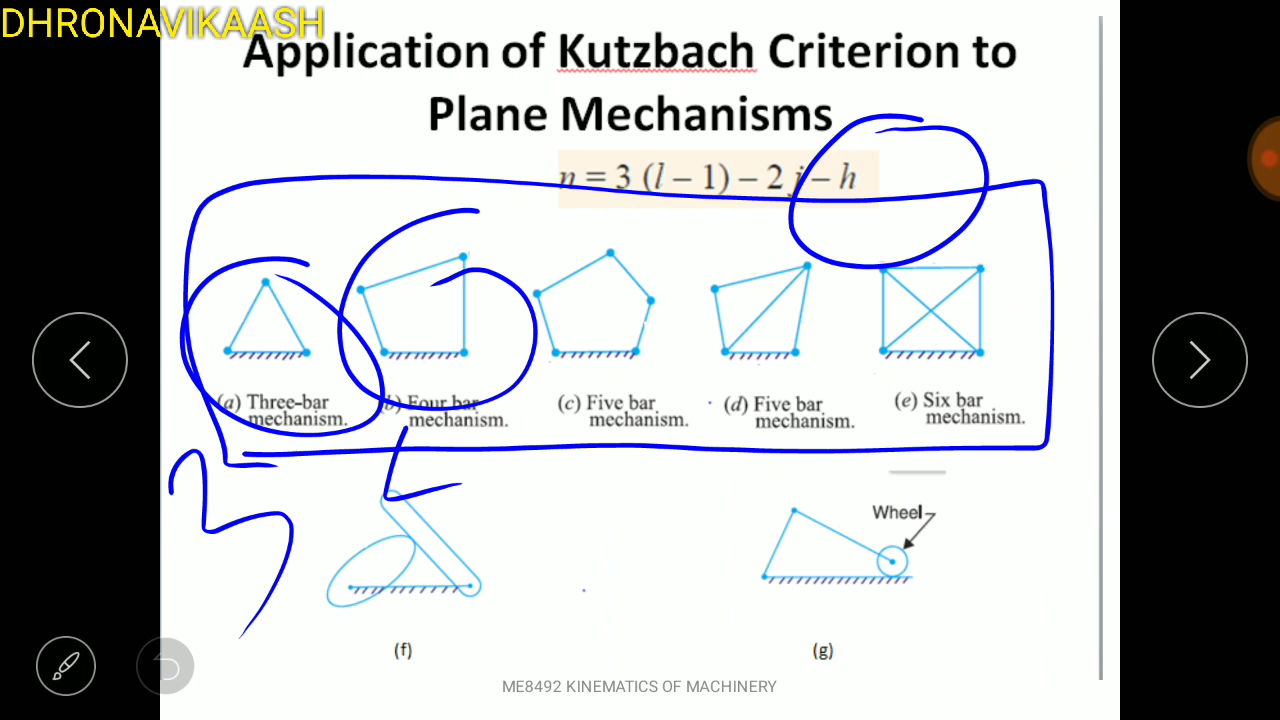 DHRONAVIKAASH
Application of Kutzbach Criterion to
Plane Mechanisms
n = 3 (l – 1) – 2 j – h
(a) Three-bar
mechanism.
(b) Four bar
mechanism.
(c) Five bar
mechanism.
(d) Five bar
mechanism.
(e) Six bar
mechanism.
3
Wheel
(f)
(g)
ME8492 KINEMATICS OF MACHINERY